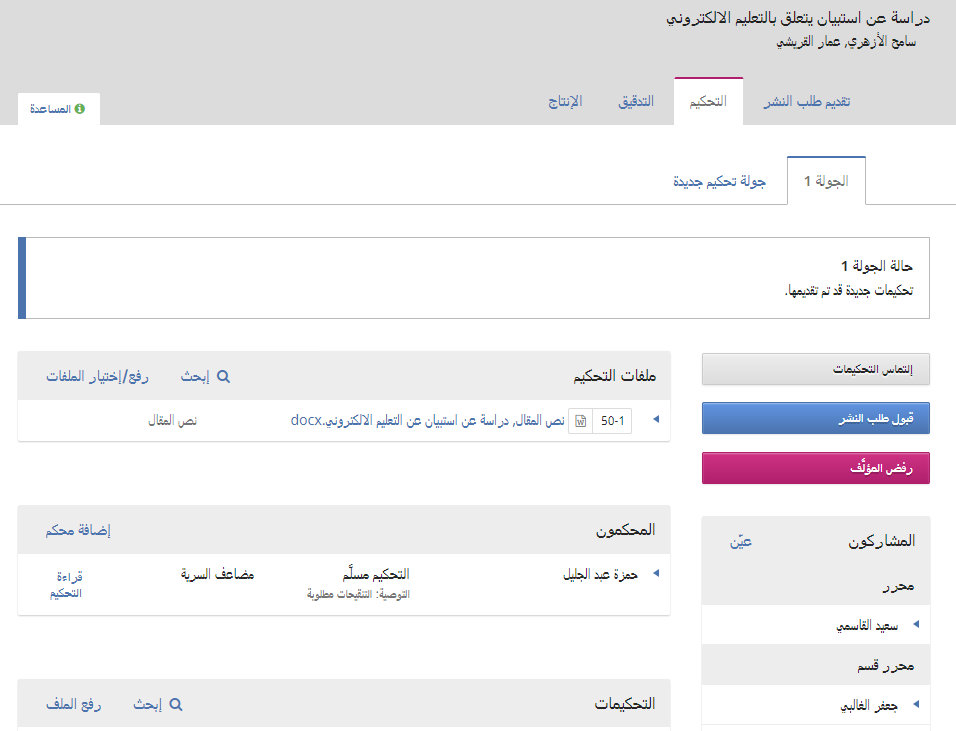 دراسة عن استبيان يتعلق بالتعليم الالكتروني
سامح الأزهري, عمار القريشي
تقديم طلب النشر
التحكيم
التدقيق
الإنتاج
المساعدة
الجولة 1
جولة تحكيم جديدة
حالة الجولة 1
تحكيمات جديدة قد تم تقديمها.
إلتماس التحكيمات
قبول طلب النشر
رفض المؤلَّف
المشاركون
عيّن
محرر
سعيد القاسمي
محرر قسم
جعفر الغالبي
ملفات التحكيم
إبحث
رفع/إختيار الملفات
50-1
نص المقال, دراسة عن استبيان عن التعليم الالكتروني.docx
نص المقال
المحكمون
إضافة محكم
حمزة عبد الجليل
التحكيم مسلَّم
التوصية: التنقيحات مطلوبة
مضاعف السرية
قراءة
التحكيم
التحكيمات
إبحث
رفع الملف